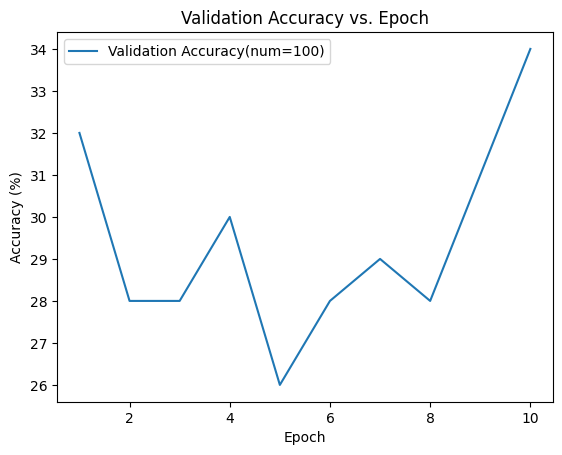 Validation Accuracy vs. Epoch
Validation Accuracy(num=100)
34
33
32
31
30
29
28
27
26
Accuracy (%)
2 4 6 8 10
Epoch